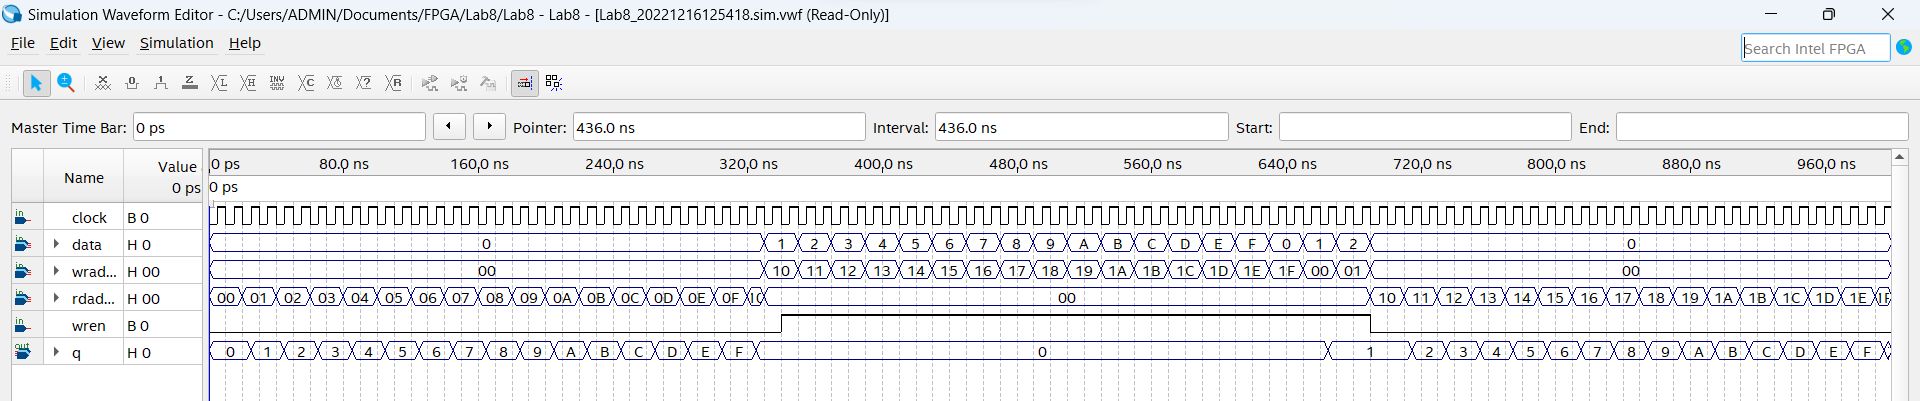 Simulation Waveform Editor - C:/Users/ADMIN/Documents/FPGA/Lab8/Lab8 - Lab8 - [Lab8_20221216125418.sim.vwf (Read-Only)]
File Edit View Simulation Help
Search Intel FPGA
Master Time Bar: 0 ps Pointer: 436.0 ns Interval: 436.0 ns Start: End:
Name Value 0 ps
0 ps 80,0 ns 160,0 ns 240,0 ns 320,0 ns 400,0 ns 480,0 ns 560,0 ns 640,0 ns 720,0 ns 800,0 ns 880,0 ns 960,0 ns
0 ps
in clock B 0
in data H 0 0 1 2 3 4 5 6 7 8 9 A B C D E F 0 1 2 0
in wrad... H 00 00 10 11 12 13 14 15 16 17 18 19 1A 1B 1C 1D 1E 1F 00 01 00
in rdad... H 00 00 01 02 03 04 05 06 07 08 09 0A 0B 0C 0D 0E 0F 10 00 10 11 12 13 14 15 16 17 18 19 1A 1B 1C 1D 1E
in wren B 0
out q H 0 0 1 2 3 4 5 6 7 8 9 A B C D E F 0 1 2 3 4 5 6 7 8 9 A B C D E F